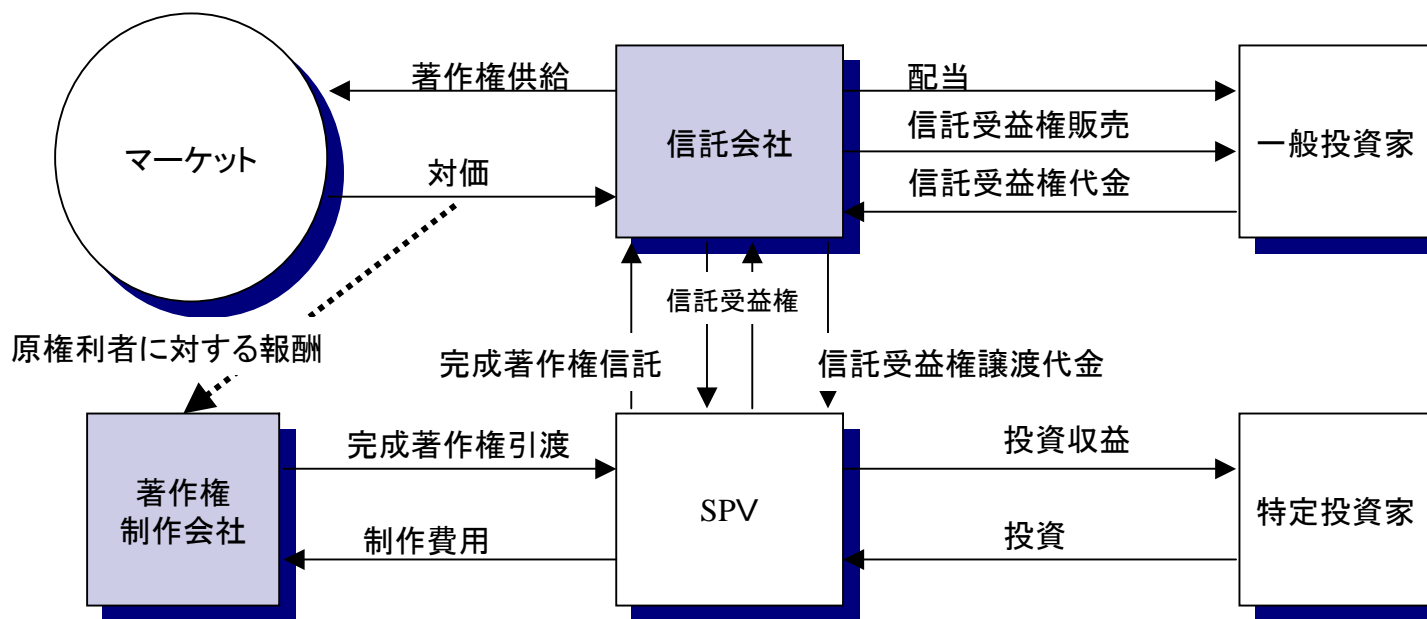 著作権供給
配当
信託会社
信託受益権販売
マーケット
一般投資家
対価
信託受益権代金
信託受益権
原権利者に対する報酬
完成著作権信託
信託受益権譲渡代金
完成著作権引渡
投資収益
著作権
制作会社
SPV
特定投資家
制作費用
投資